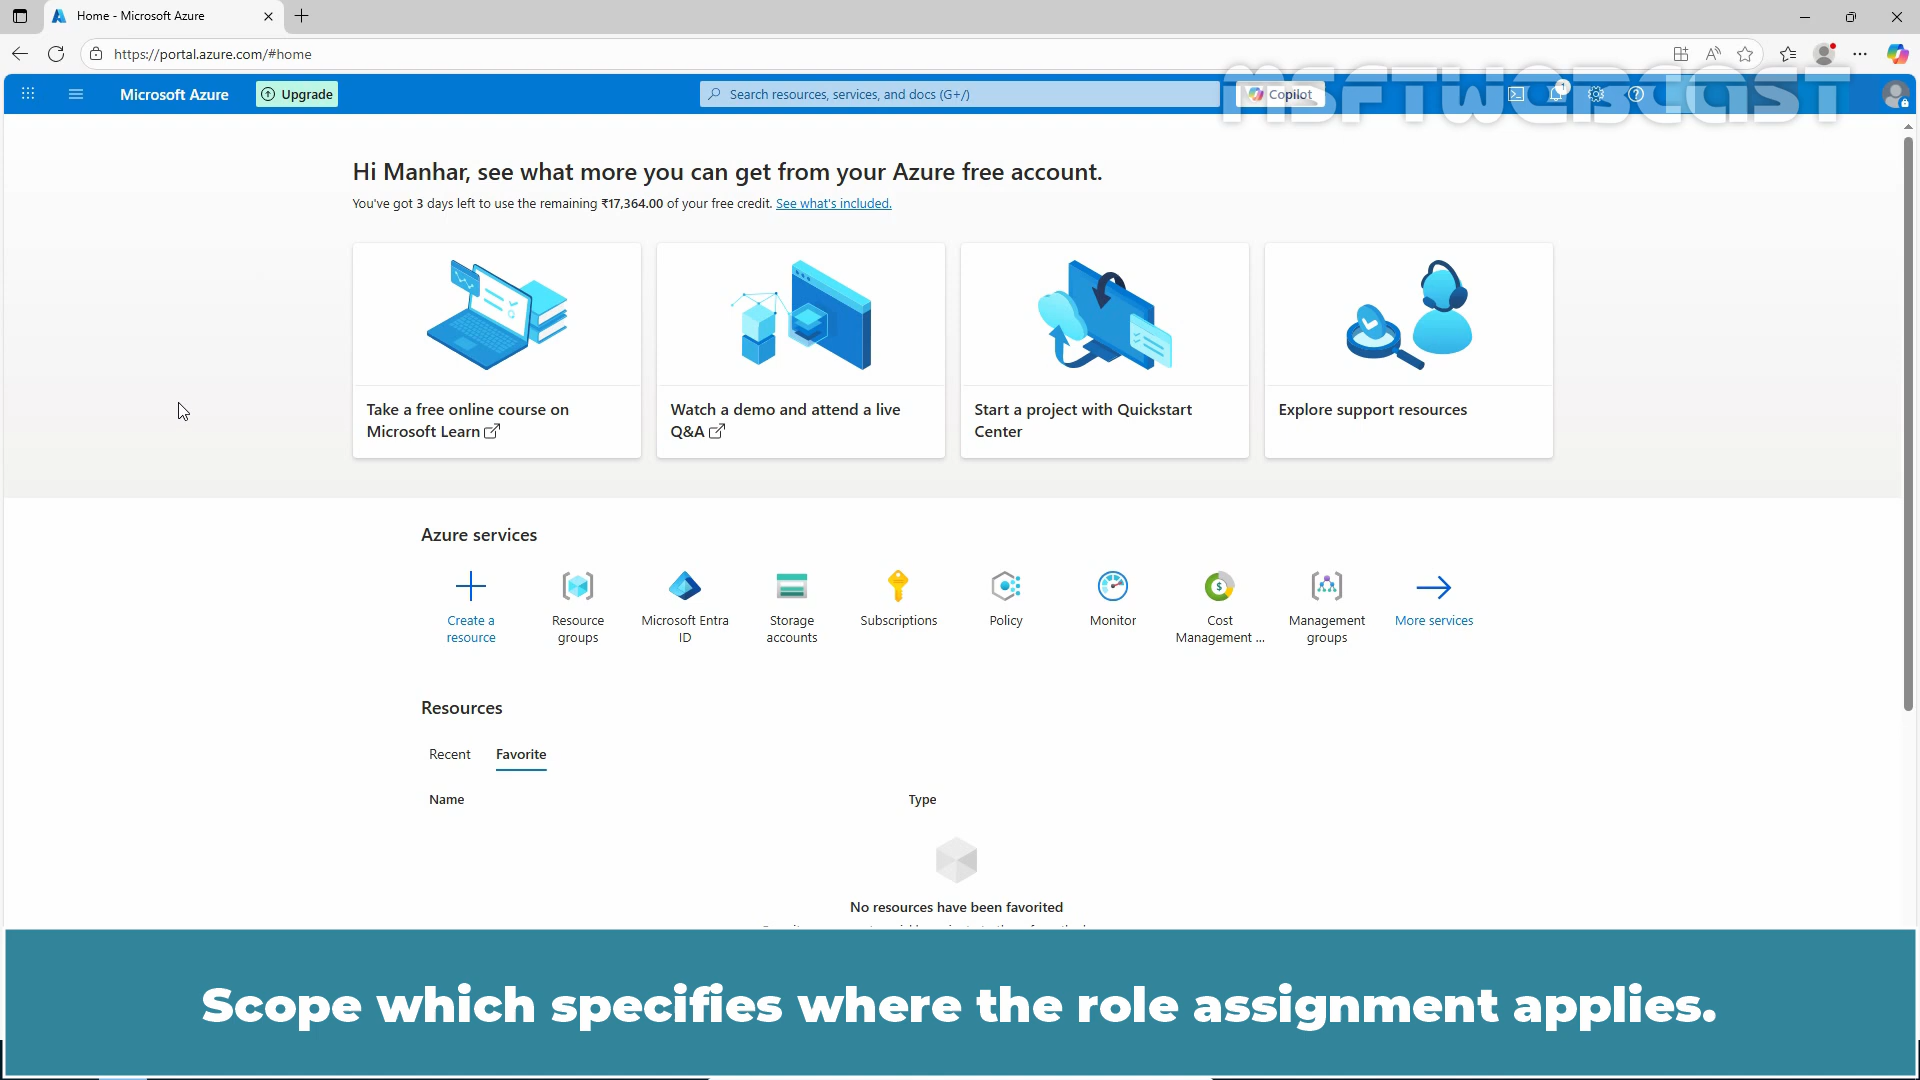 Home - Microsoft Azure
https://portal.azure.com/#home
MSFTWEBCAST
Microsoft Azure
Upgrade
Search resources, services, and docs (G+/)
Copilot
1
Hi Manhar, see what more you can get from your Azure free account.
You've got 3 days left to use the remaining ₹17,364.00 of your free credit. See what's included.
Take a free online course on
Microsoft Learn
Watch a demo and attend a live
Q&A
Start a project with Quickstart
Center
Explore support resources
Azure services
Create a
resource
Resource
groups
Microsoft Entra
ID
Storage
accounts
Subscriptions
Policy
Monitor
Cost
Management ...
Management
groups
More services
Resources
Recent
Favorite
Name
Type
No resources have been favorited
Scope which specifies where the role assignment applies.